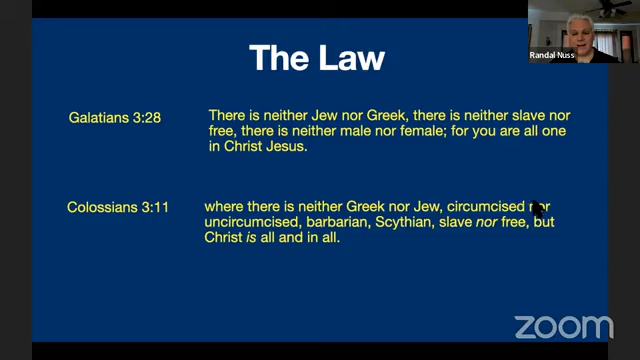 The Law
Randal Nuss
Galatians 3:28
There is neither Jew nor Greek, there is neither slave nor
free, there is neither male nor female; for you are all one
in Christ Jesus.
Colossians 3:11
where there is neither Greek nor Jew, circumcised nor
uncircumcised, barbarian, Scythian, slave nor free, but
Christ is all and in all.
zoom